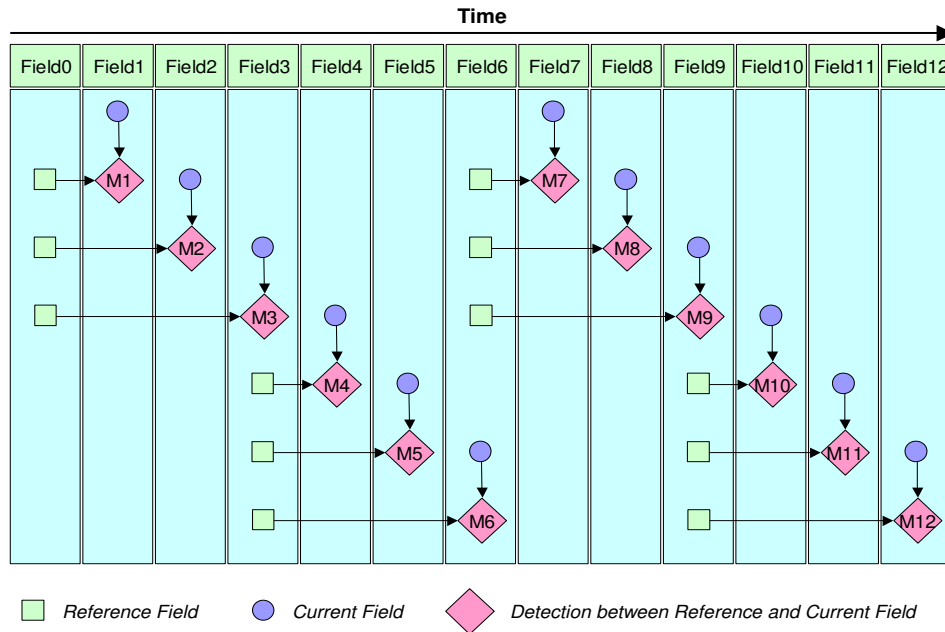 Time
Field0 Field1 Field2 Field3 Field4 Field5 Field6 Field7 Field8 Field9 Field10 Field11 Field12
M1 M7
M2 M8
M3 M9
M4 M10
M5 M11
M6 M12
Reference Field Current Field Detection between Reference and Current Field